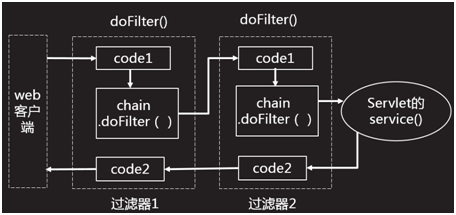 doFilter()
doFilter()
web
客户
端
code1
chain
.doFilter（ ）
code2
过滤器1
code1
chain
.doFilter（ ）
code2
过滤器2
Servlet的
service()